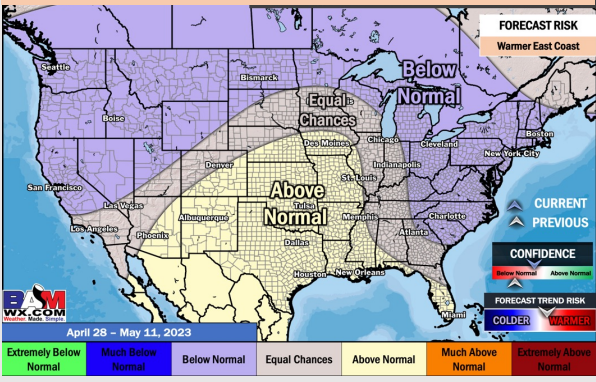 FORECAST RISK
Warmer East Coast
Seattle
Bismarck
Below
Normal
Equal
Chances
Boise
Boston
Des Moines
Chicago
Cleveland
New York City
Denver
Indianapolis
San Francisco
St. Louis
Above
Normal
Las Vegas
Tulsa
CURRENT
Albuquerque
Memphis
Charlotte
PREVIOUS
Los Angeles
Phoenix
Atlanta
Dallas
CONFIDENCE
Houston
New Orleans
Below Normal
Above Normal
BAM
WX.COM
Weather. Made. Simple.
FORECAST TREND RISK
Miami
COLDER
WARMER
April 28 – May 11, 2023
Extremely Below
Normal
Much Below
Normal
Below Normal
Equal Chances
Above Normal
Much Above
Normal
Extremely Above
Normal